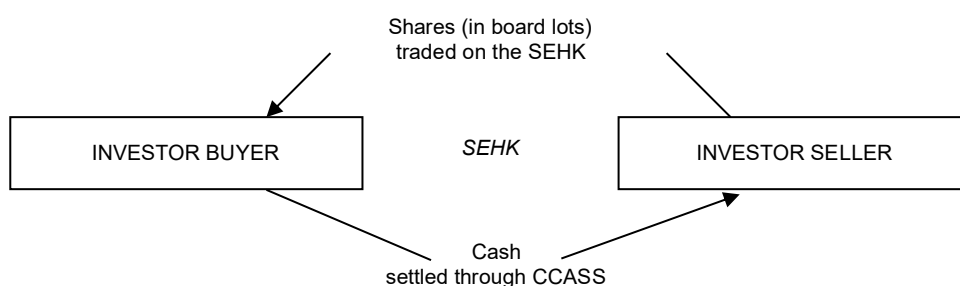 Shares (in board lots)
traded on the SEHK
INVESTOR BUYER
SEHK
INVESTOR SELLER
Cash
settled through CCASS